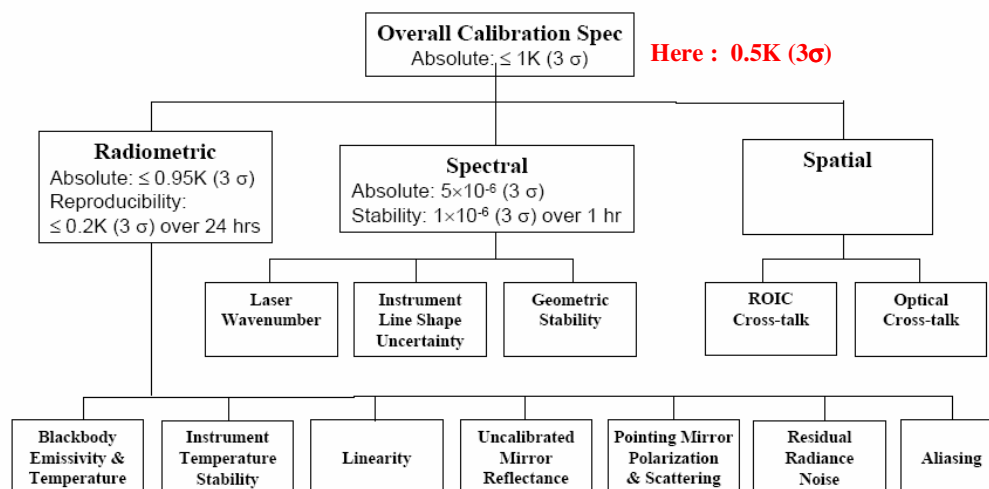 Overall Calibration Spec
Absolute: ≤ 1K (3 σ)
Here : 0.5K (3σ)
Radiometric
Absolute: ≤ 0.95K (3 σ)
Reproducibility:
≤ 0.2K (3 σ) over 24 hrs
Spectral
Absolute: 5×10⁻⁶ (3 σ)
Stability: 1×10⁻⁶ (3 σ) over 1 hr
Spatial
Laser
Wavenumber
Instrument
Line Shape
Uncertainty
Geometric
Stability
ROIC
Cross-talk
Optical
Cross-talk
Blackbody
Emissivity &
Temperature
Instrument
Temperature
Stability
Linearity
Uncalibrated
Mirror
Reflectance
Pointing Mirror
Polarization
& Scattering
Residual
Radiance
Noise
Aliasing